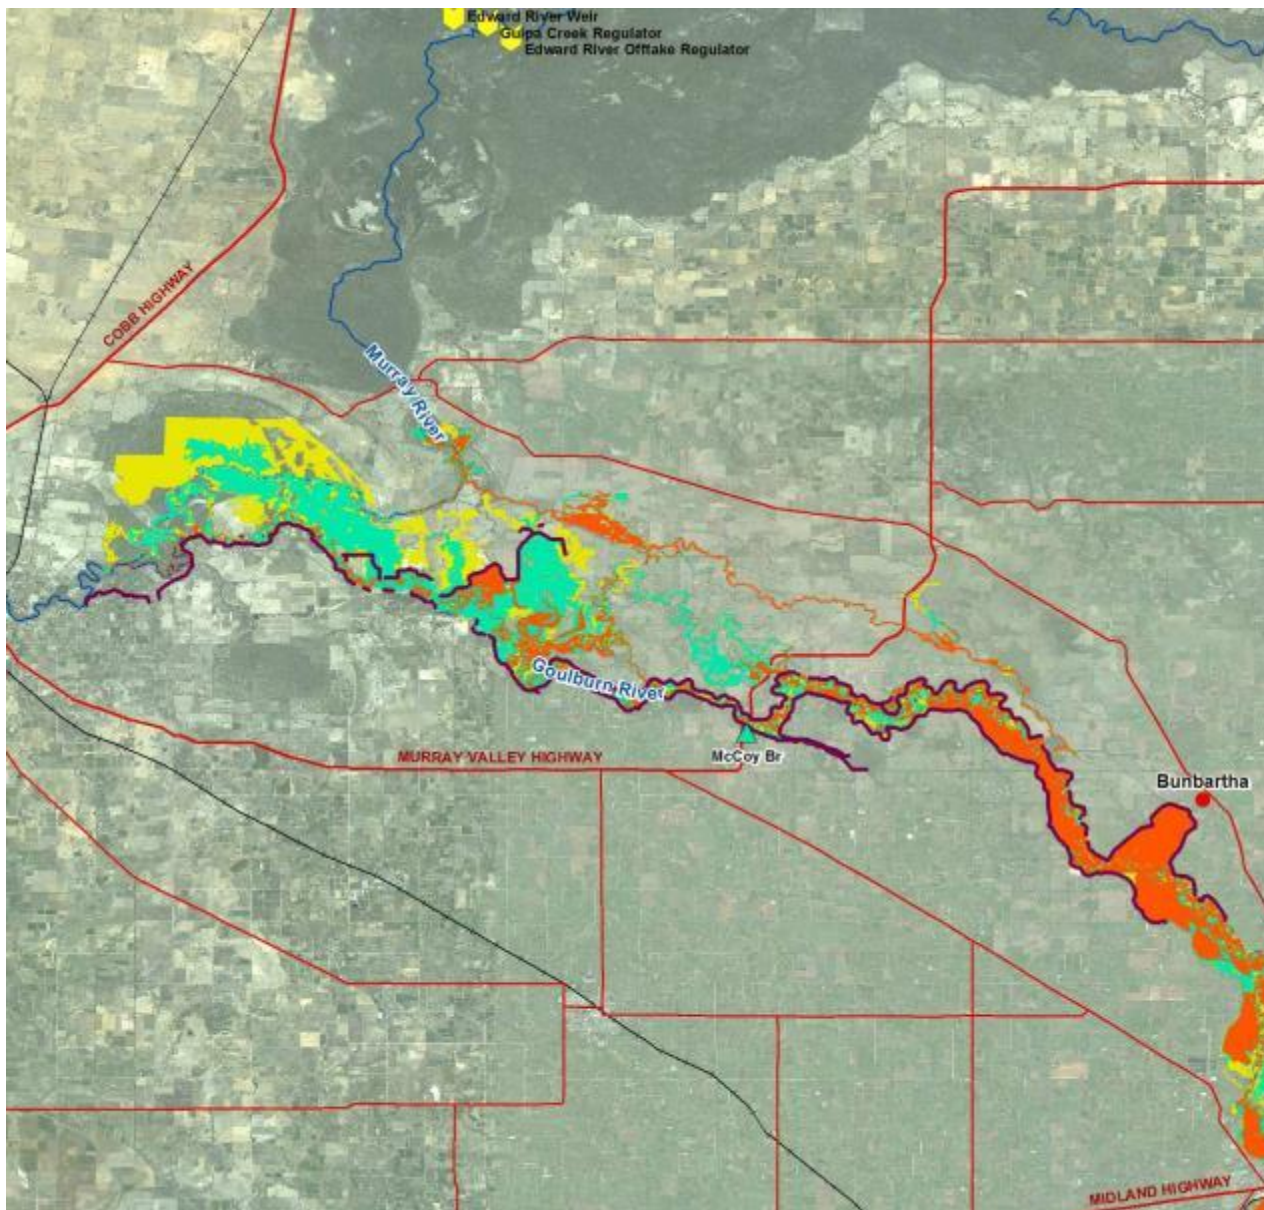 Edward River Weir
Gulpa Creek Regulator
Edward River Offtake Regulator
COBB HIGHWAY
Murray River
Goulburn River
MURRAY VALLEY HIGHWAY
McCoy Br
Bunbartha
MIDLAND HIGHWAY